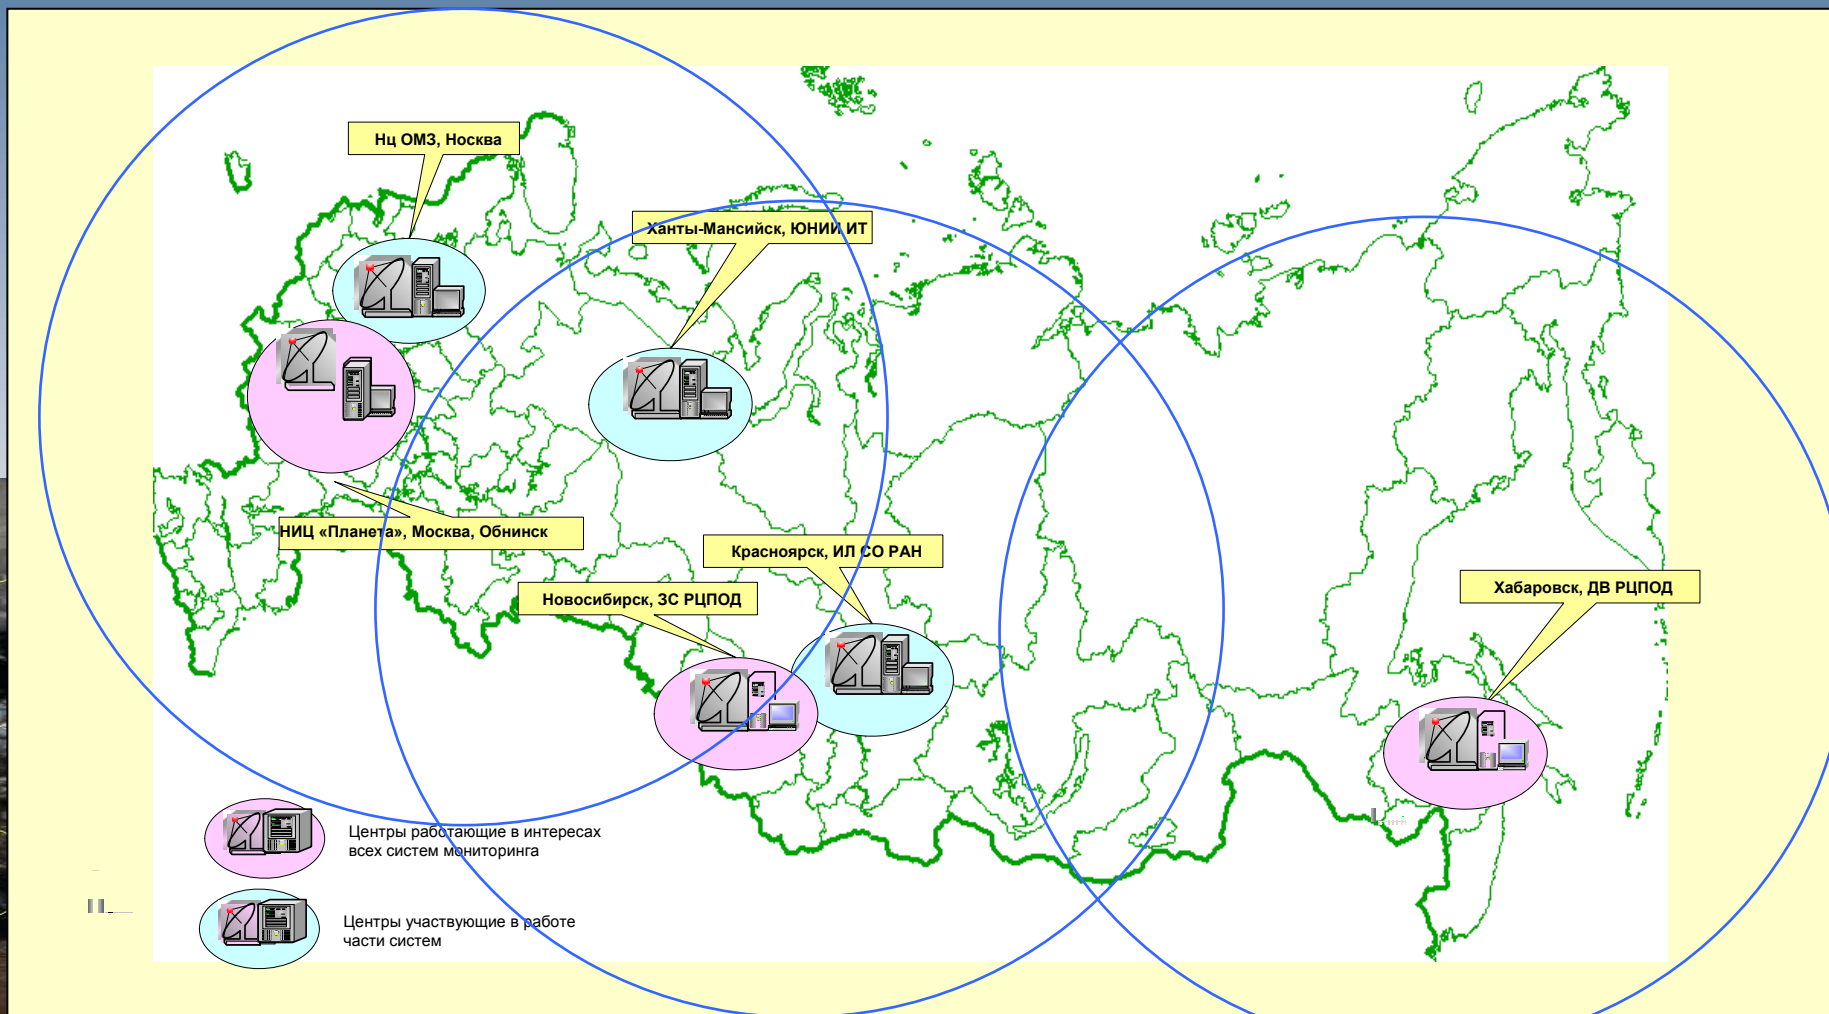 Нц ОМЗ, Носква
Ханты-Мансийск, ЮНИИ ИТ
НИЦ «Планета», Москва, Обнинск
Красноярск, ИЛ СО РАН
Новосибирск, ЗС РЦПОД
Хабаровск, ДВ РЦПОД
Центры работающие в интересах
всех систем мониторинга
Центры участвующие в работе
части систем